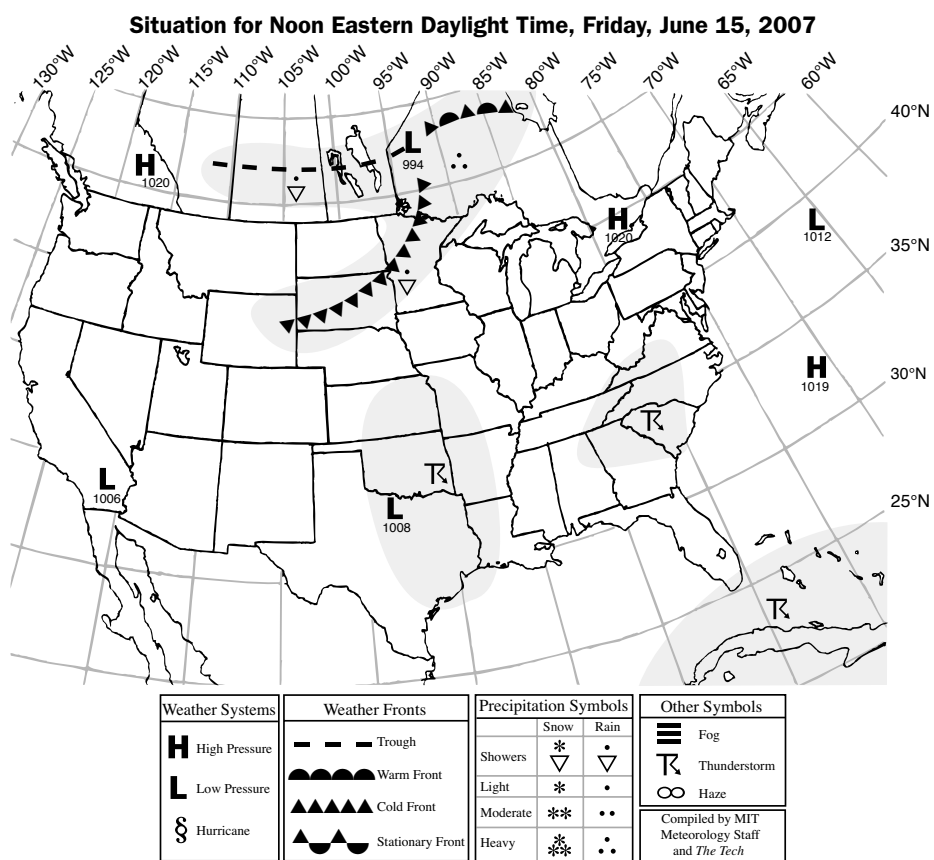 Situation for Noon Eastern Daylight Time, Friday, June 15, 2007
130°W 125°W 120°W 115°W 110°W 105°W 100°W 95°W 90°W 85°W 80°W 75°W 70°W 65°W 60°W
40°N
L
994
H
1020
H
1020
L
1012
35°N
H
1019
30°N
L
1006
L
1008
25°N
Weather Systems
H High Pressure
L Low Pressure
§ Hurricane
Weather Fronts
Trough
Warm Front
Cold Front
Stationary Front
Precipitation Symbols
Snow Rain
Showers
Light
Moderate
Heavy
Other Symbols
Fog
Thunderstorm
Haze
Compiled by MIT
Meteorology Staff
and The Tech